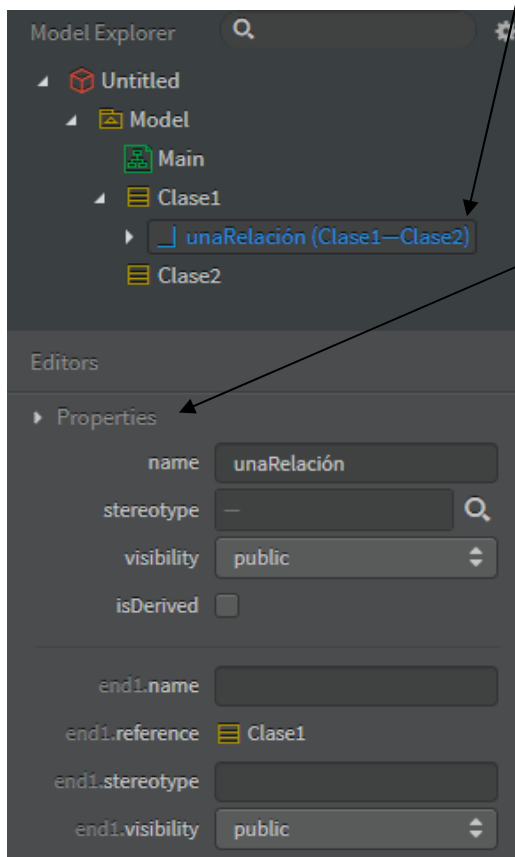 Model Explorer
Untitled
Model
Main
Clase1
unaRelación (Clase1—Clase2)
Clase2
Editors
Properties
name unaRelación
stereotype —
visibility public
isDerived
end1.name
end1.reference Clase1
end1.stereotype
end1.visibility public